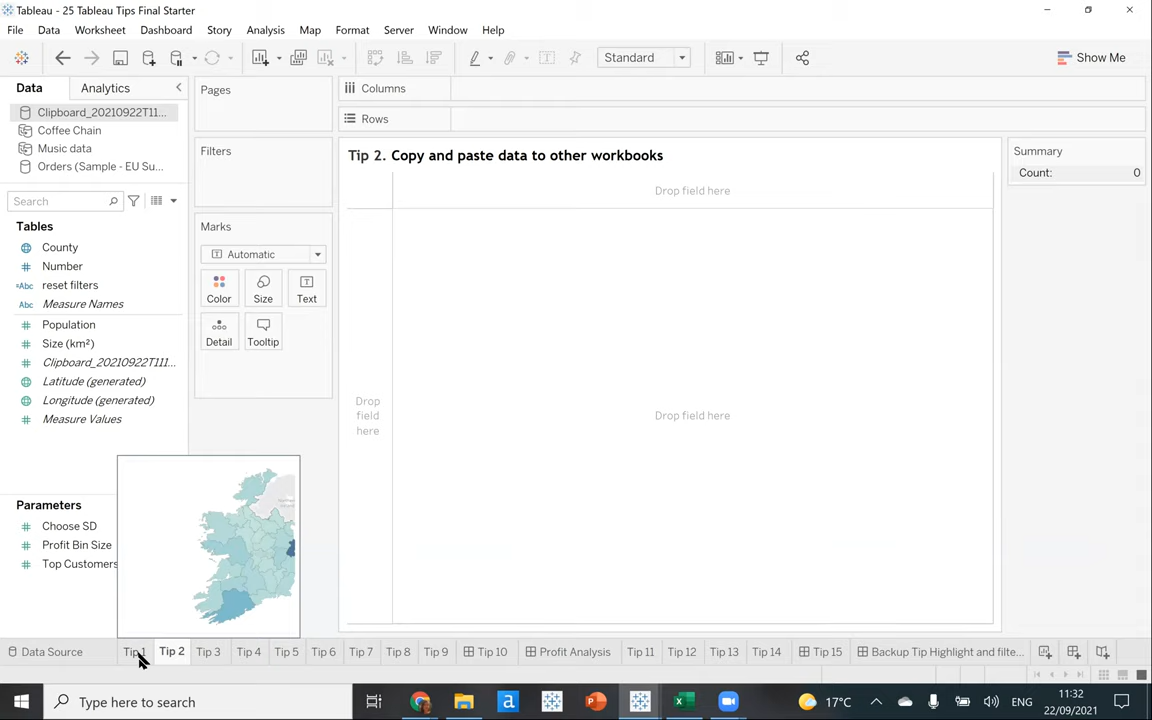 Tableau - 25 Tableau Tips Final Starter
File Data Worksheet Dashboard Story Analysis Map Format Server Window Help
Standard
Show Me
Data Analytics
Pages
Columns
Rows
Clipboard_20210922T11...
Coffee Chain
Music data
Orders (Sample - EU Su...
Search
Filters
Tip 2. Copy and paste data to other workbooks
Summary
Count: 0
Drop field here
Tables
County
Number
Abc reset filters
Abc Measure Names
Population
Size (km²)
Clipboard_20210922T111...
Latitude (generated)
Longitude (generated)
Measure Values
Marks
Automatic
Color Size Text
Detail Tooltip
Drop
field
here
Drop field here
Parameters
Choose SD
Profit Bin Size
Top Customers
Data Source Tip 1 Tip 2 Tip 3 Tip 4 Tip 5 Tip 6 Tip 7 Tip 8 Tip 9 Tip 10 Profit Analysis Tip 11 Tip 12 Tip 13 Tip 14 Tip 15 Backup Tip Highlight and filte...
Type here to search
17°C
ENG
11:32
22/09/2021